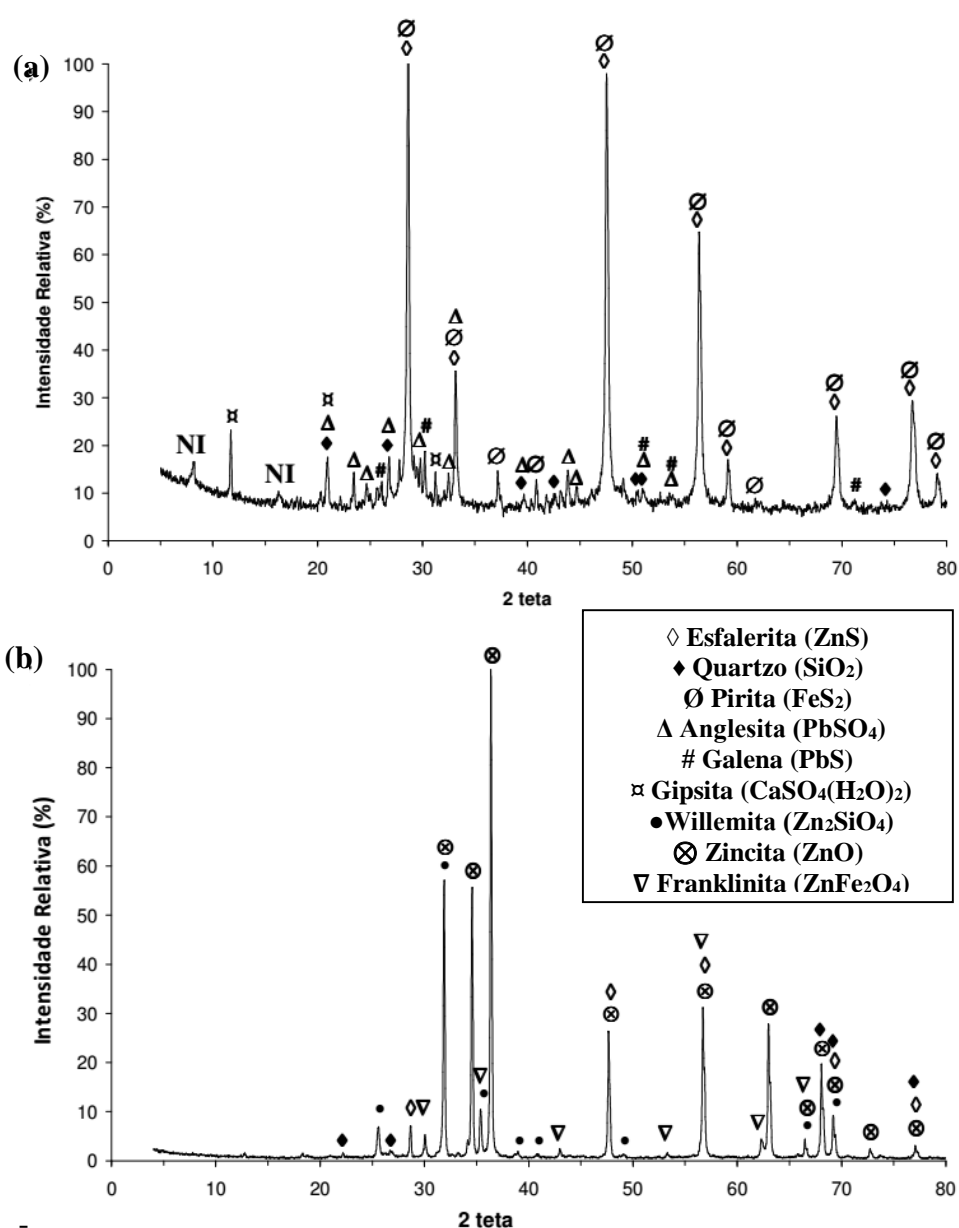 (a)
Intensidade Relativa (%)
100
90
80
70
60
50
40
30
20
10
0
Ø
◊
Ø
◊
Ø
◊
Δ
Ø
◊
Ø
◊
Ø
◊
NI
¤
NI
¤
Δ
♦
Δ
Δ
#
Δ
♦
Δ
#
¤
Δ
Ø
Δ
♦
Ø
♦
Δ
Δ
♦♦
#
Δ
#
Δ
Ø
◊
Ø
#
♦
Ø
◊
0 10 20 30 40 50 60 70 80
2 teta
◊ Esfalerita (ZnS)
♦ Quartzo (SiO₂)
Ø Pirita (FeS₂)
Δ Anglesita (PbSO₄)
# Galena (PbS)
¤ Gipsita (CaSO₄(H₂O)₂)
●Willemita (Zn₂SiO₄)
⊗ Zincita (ZnO)
∇ Franklinita (ZnFe₂O₄)
(b)
Intensidade Relativa (%)
100
90
80
70
60
50
40
30
20
10
0
0 10 20 30 40 50 60 70 80
2 teta